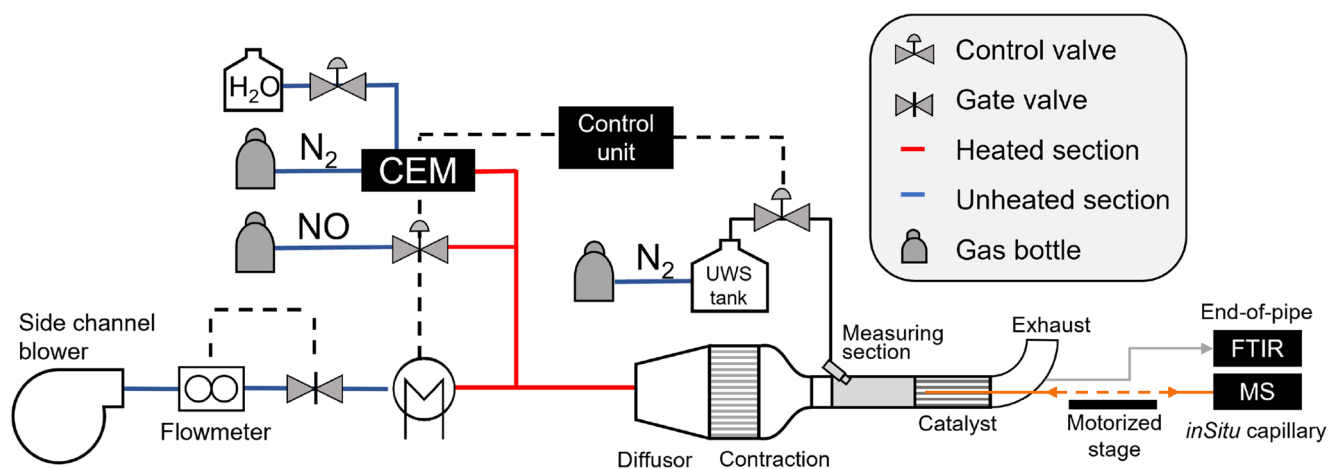 H2O
N2
CEM
NO
Control
unit
N2
UWS
tank
Control valve
Gate valve
Heated section
Unheated section
Gas bottle
Side channel
blower
Flowmeter
Diffusor
Contraction
Measuring
section
Catalyst
Exhaust
End-of-pipe
FTIR
MS
Motorized
stage
inSitu capillary